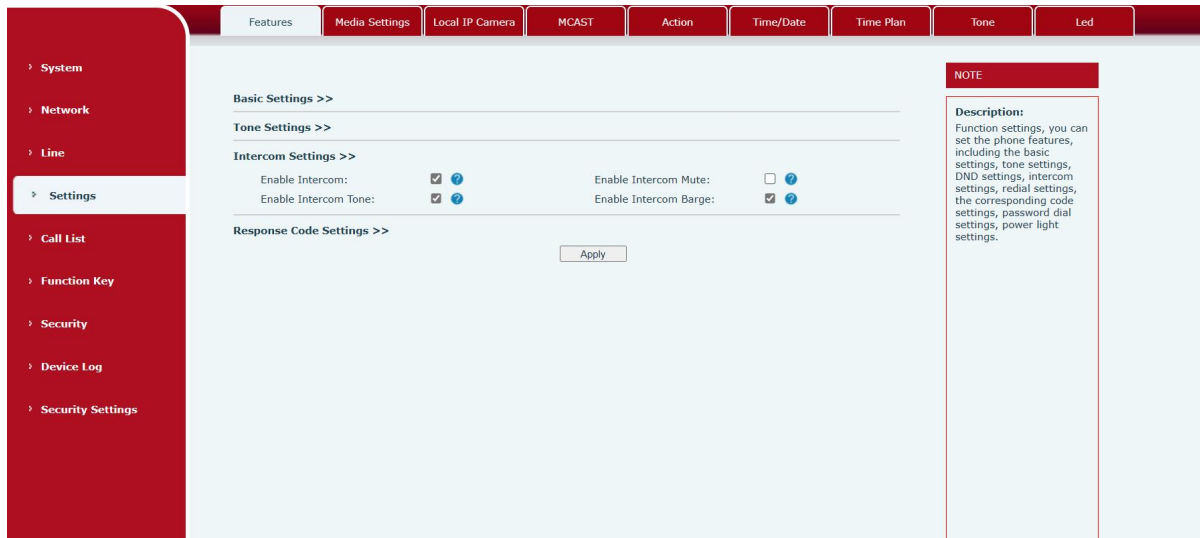 Features
Media Settings
Local IP Camera
MCAST
Action
Time/Date
Time Plan
Tone
Led
System
Network
Line
Settings
Call List
Function Key
Security
Device Log
Security Settings
Basic Settings >>
Tone Settings >>
Intercom Settings >>
Enable Intercom: ? Enable Intercom Mute: ?
Enable Intercom Tone: ? Enable Intercom Barge: ?
Response Code Settings >>
Apply
NOTE
Description:
Function settings, you can
set the phone features,
including the basic
settings, tone settings,
DND settings, intercom
settings, redial settings,
the corresponding code
settings, password dial
settings, power light
settings.